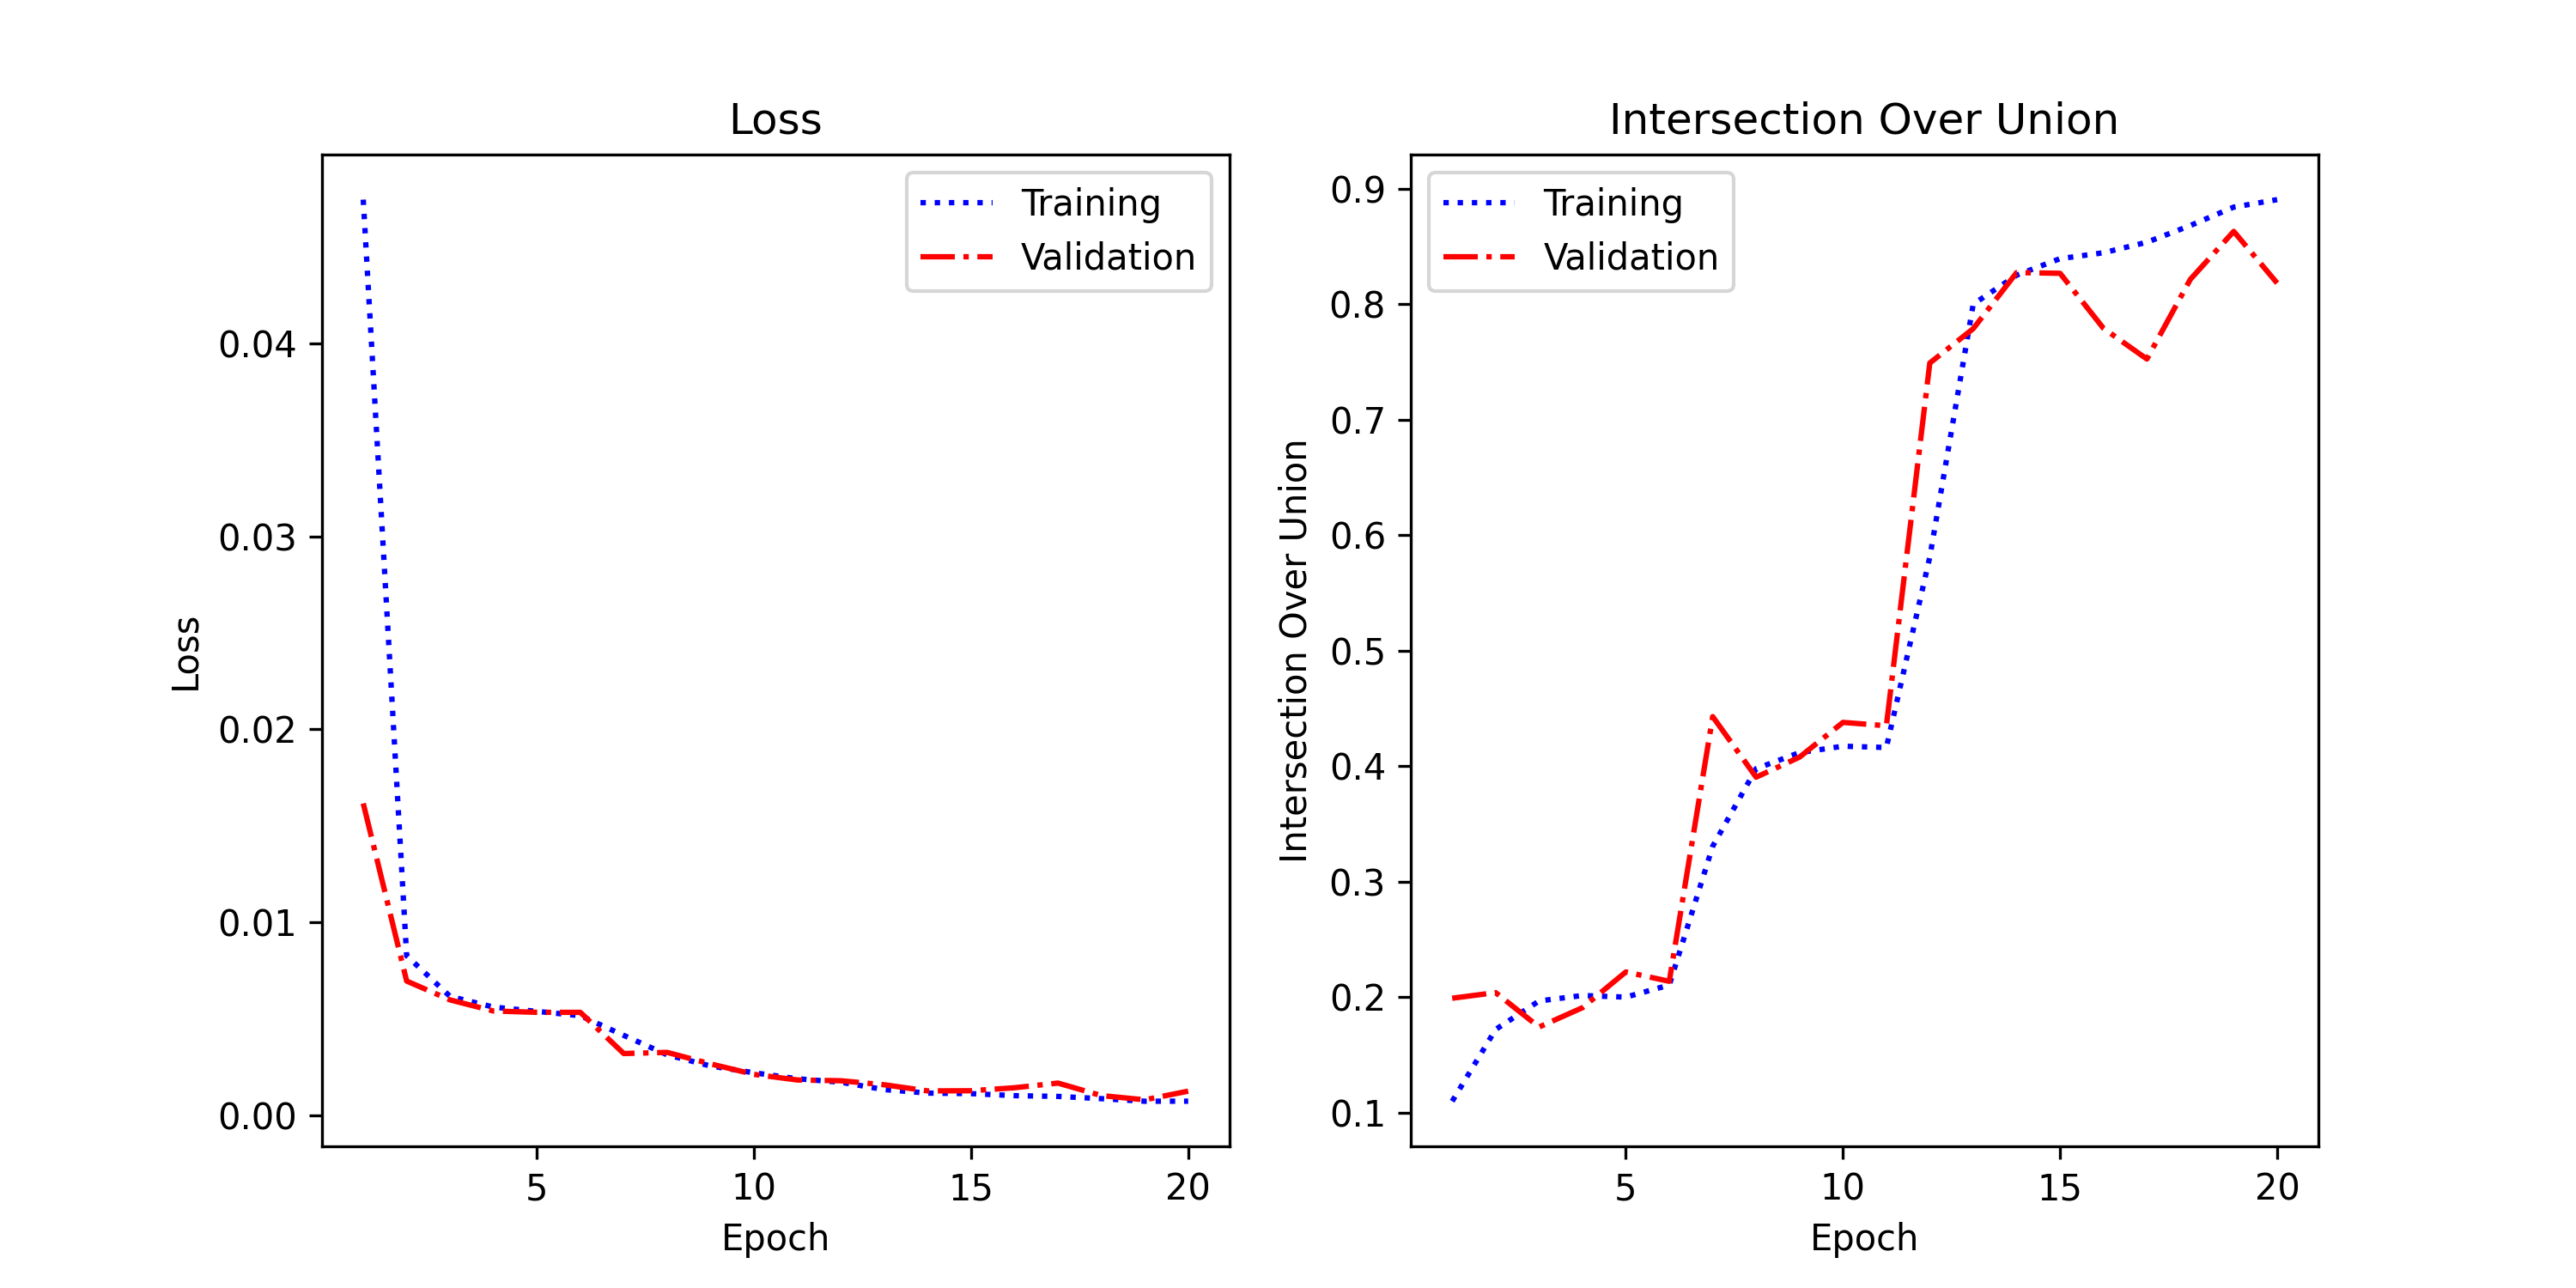 Loss
Training
Validation
0.04
0.03
0.02
0.01
0.00
Loss
5 10 15 20
Epoch
Intersection Over Union
Training
Validation
0.9
0.8
0.7
0.6
0.5
0.4
0.3
0.2
0.1
Intersection Over Union
5 10 15 20
Epoch